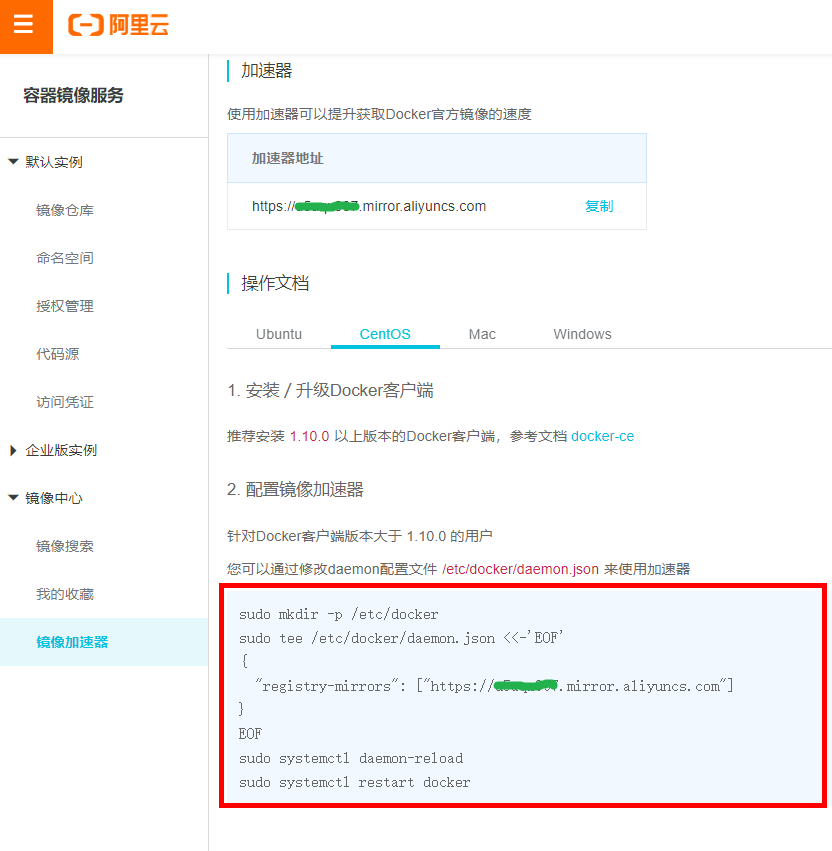 阿里云
容器镜像服务
默认实例
镜像仓库
命名空间
授权管理
代码源
访问凭证
企业版实例
镜像中心
镜像搜索
我的收藏
镜像加速器
加速器
使用加速器可以提升获取Docker官方镜像的速度
加速器地址
https://.mirror.aliyuncs.com 复制
操作文档
Ubuntu CentOS Mac Windows
1. 安装 / 升级Docker客户端
推荐安装 1.10.0 以上版本的Docker客户端，参考文档 docker-ce
2. 配置镜像加速器
针对Docker客户端版本大于 1.10.0 的用户
您可以通过修改daemon配置文件 /etc/docker/daemon.json 来使用加速器
sudo mkdir -p /etc/docker
sudo tee /etc/docker/daemon.json <<-'EOF'
{
"registry-mirrors": ["https://.mirror.aliyuncs.com"]
}
EOF
sudo systemctl daemon-reload
sudo systemctl restart docker